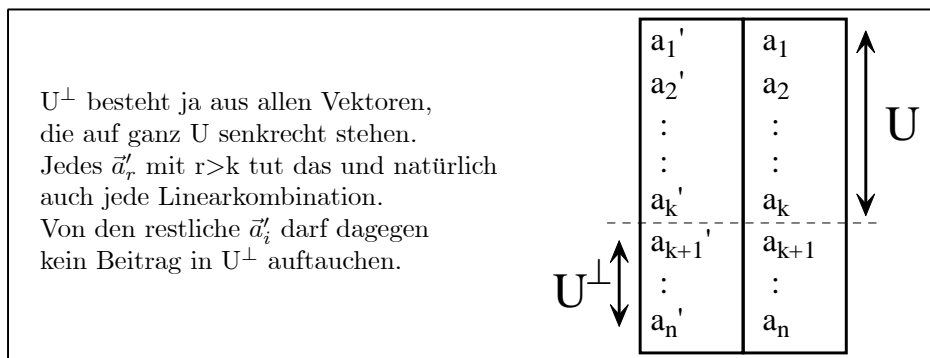 U⊥ besteht ja aus allen Vektoren,
die auf ganz U senkrecht stehen.
Jedes a⃗′r mit r>k tut das und natürlich
auch jede Linearkombination.
Von den restliche a⃗′i darf dagegen
kein Beitrag in U⊥ auftauchen.
a1' a1
a2' a2
: :
: :
ak' ak
ak+1' ak+1
: :
an' an
U
U⊥